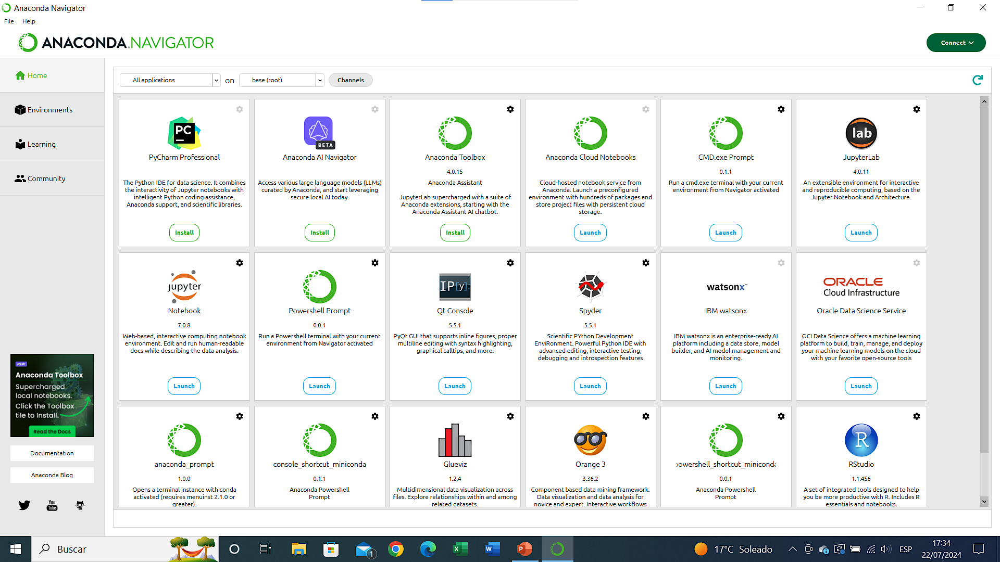 Anaconda Navigator
File Help
ANACONDA.NAVIGATOR
Connect
Home
Environments
Learning
Community
All applications on base (root) Channels
PyCharm Professional
The Python IDE for data science. It combines
the interactivity of Jupyter notebooks with
intelligent Python coding assistance,
Anaconda support, and scientific libraries.
Install
BETA
Anaconda AI Navigator
Access various large language models (LLMs)
curated by Anaconda, and start leveraging
secure local AI today.
Install
Anaconda Toolbox
4.0.15
Anaconda Assistant
JupyterLab supercharged with a suite of
Anaconda extensions, starting with the
Anaconda Assistant AI chatbot.
Install
Anaconda Cloud Notebooks
Cloud-hosted notebook service from
Anaconda. Launch a preconfigured
environment with hundreds of packages and
store project files with persistent cloud
storage.
Launch
CMD.exe Prompt
0.1.1
Run a cmd.exe terminal with your current
environment from Navigator activated
Launch
lab
JupyterLab
4.0.11
An extensible environment for interactive
and reproducible computing, based on the
Jupyter Notebook and Architecture.
Launch
jupyter
Notebook
7.0.8
Web-based, interactive computing notebook
environment. Edit and run human-readable
docs while describing the data analysis.
Launch
Powershell Prompt
0.0.1
Run a Powershell terminal with your current
environment from Navigator activated
Launch
IP[y]:
Qt Console
5.5.1
PyQt GUI that supports inline figures, proper
multiline editing with syntax highlighting,
graphical calltips, and more.
Launch
Spyder
5.5.1
Scientific PYthon Development
EnviRonment. Powerful Python IDE with
advanced editing, interactive testing,
debugging and introspection features
Launch
watsonx™
IBM watsonx
IBM watsonx is an enterprise-ready AI
platform including a data store, model
builder, and AI model management and
monitoring.
Launch
ORACLE
Cloud Infrastructure
Oracle Data Science Service
OCI Data Science offers a machine learning
platform to build, train, manage, and deploy
your machine learning models on the cloud
with your favorite open-source tools
Launch
anaconda_prompt
1.0.0
Opens a terminal instance with conda
activated (requires menuinst 2.1.0 or
greater).
console_shortcut_miniconda
0.1.1
Anaconda Powershell
Prompt
Glueviz
1.2.4
Multidimensional data visualization across
files. Explore relationships within and among
related datasets.
Orange 3
3.36.2
Component based data mining framework.
Data visualization and data analysis for
novice and expert. Interactive workflows
powershell_shortcut_miniconda
0.0.1
Anaconda Powershell
Prompt
R
RStudio
1.1.456
A set of integrated tools designed to help
you be more productive with R. Includes R
essentials and notebooks.
PC
NEW
Anaconda Toolbox
Supercharged
local notebooks.
Click the Toolbox
tile to Install.
Read the Docs
Documentation
Anaconda Blog
You
Tube
Buscar
1
17°C Soleado
ESP
17:34
22/07/2024